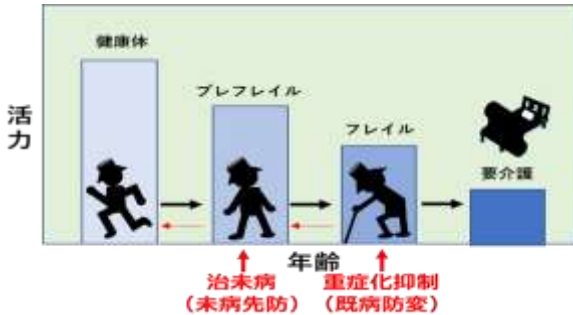 健康体
プレフレイル
フレイル
要介護
活力
年齢
治未病
（未病先防）
重症化抑制
（既病防変）